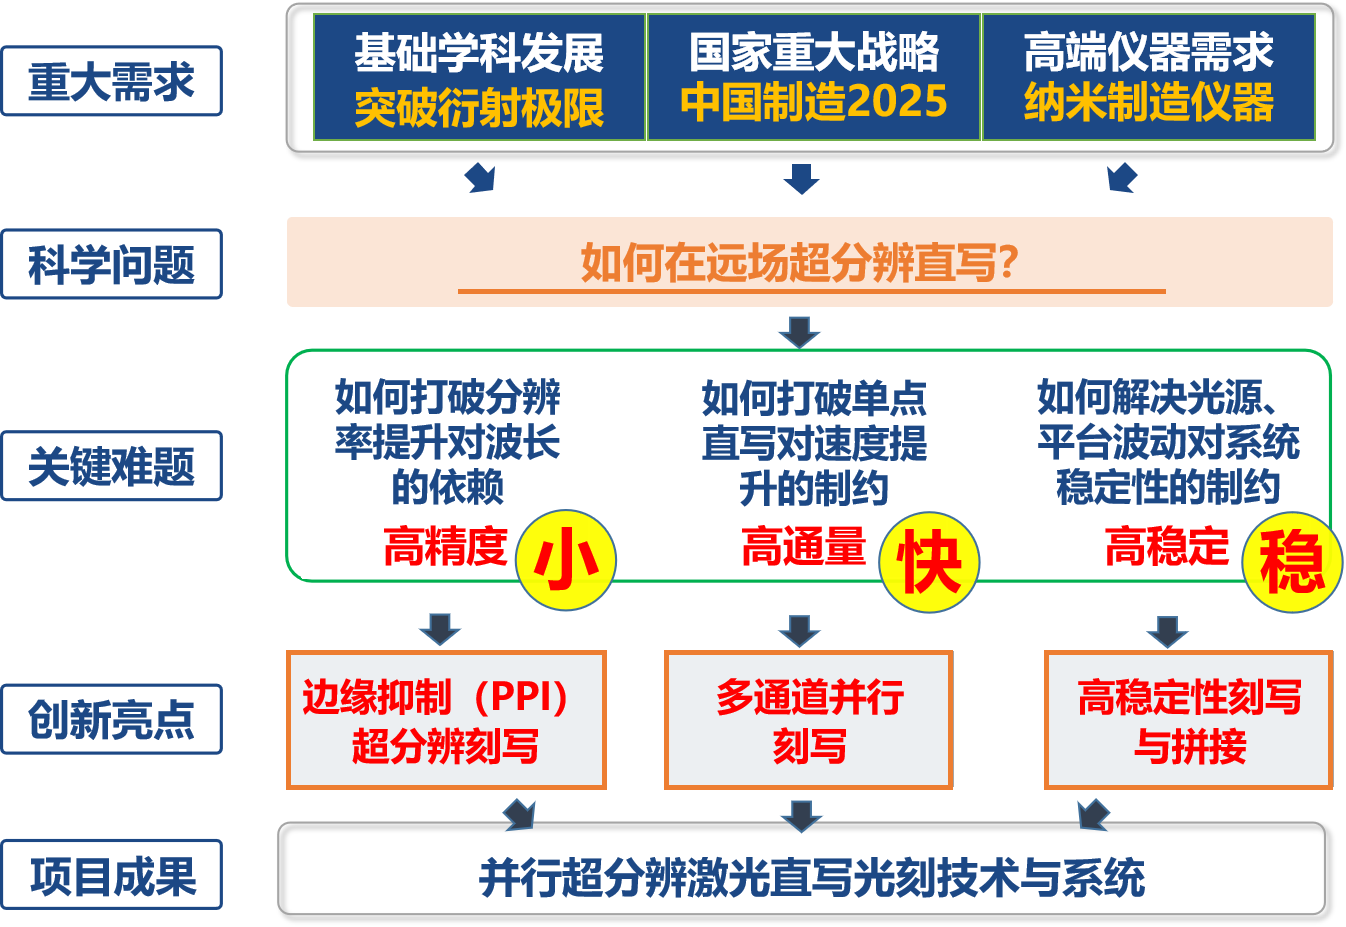 重大需求
基础学科发展
突破衍射极限
国家重大战略
中国制造2025
高端仪器需求
纳米制造仪器
科学问题
如何在远场超分辨直写？
关键难题
如何打破分辨
率提升对波长
的依赖
高精度
小
如何打破单点
直写对速度提
升的制约
高通量
快
如何解决光源、
平台波动对系统
稳定性的制约
高稳定
稳
创新亮点
边缘抑制（PPI）
超分辨刻写
多通道并行
刻写
高稳定性刻写
与拼接
项目成果
并行超分辨激光直写光刻技术与系统